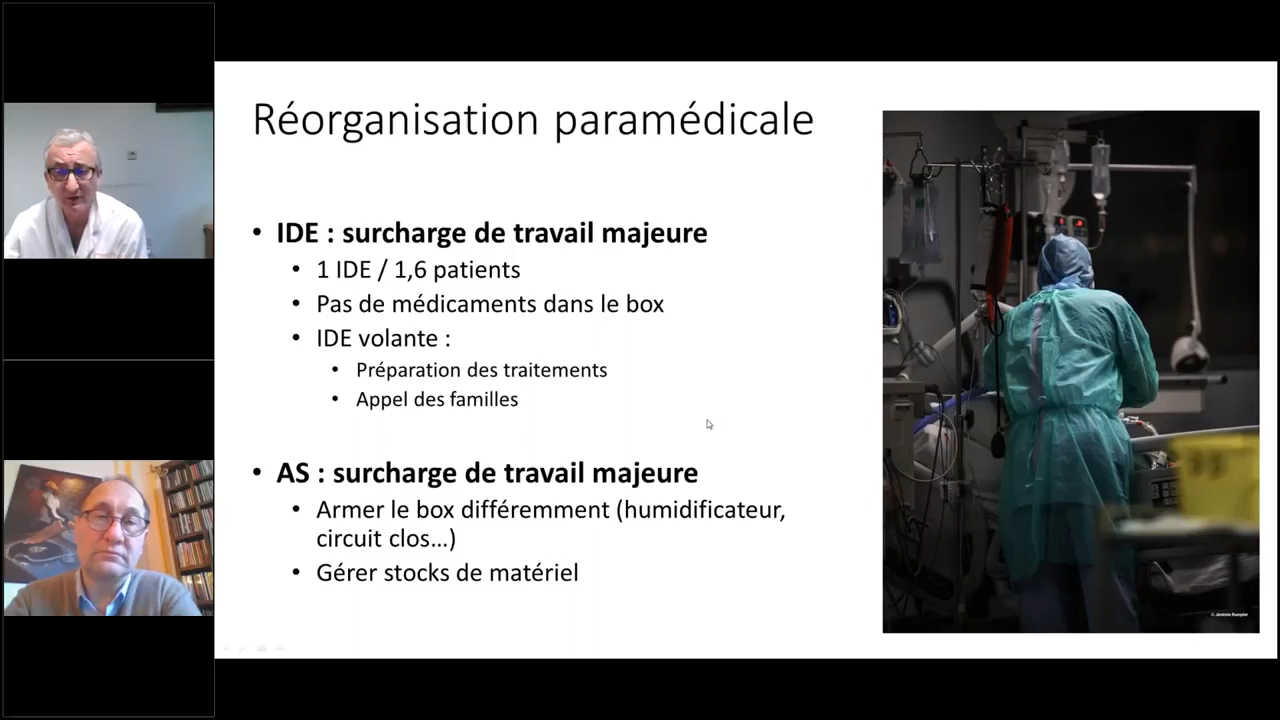 Réorganisation paramédicale
• IDE : surcharge de travail majeure
• 1 IDE / 1,6 patients
• Pas de médicaments dans le box
• IDE volante :
• Préparation des traitements
• Appel des familles
• AS : surcharge de travail majeure
• Armer le box différemment (humidificateur,
circuit clos…)
• Gérer stocks de matériel
© Jérémie Rumpler